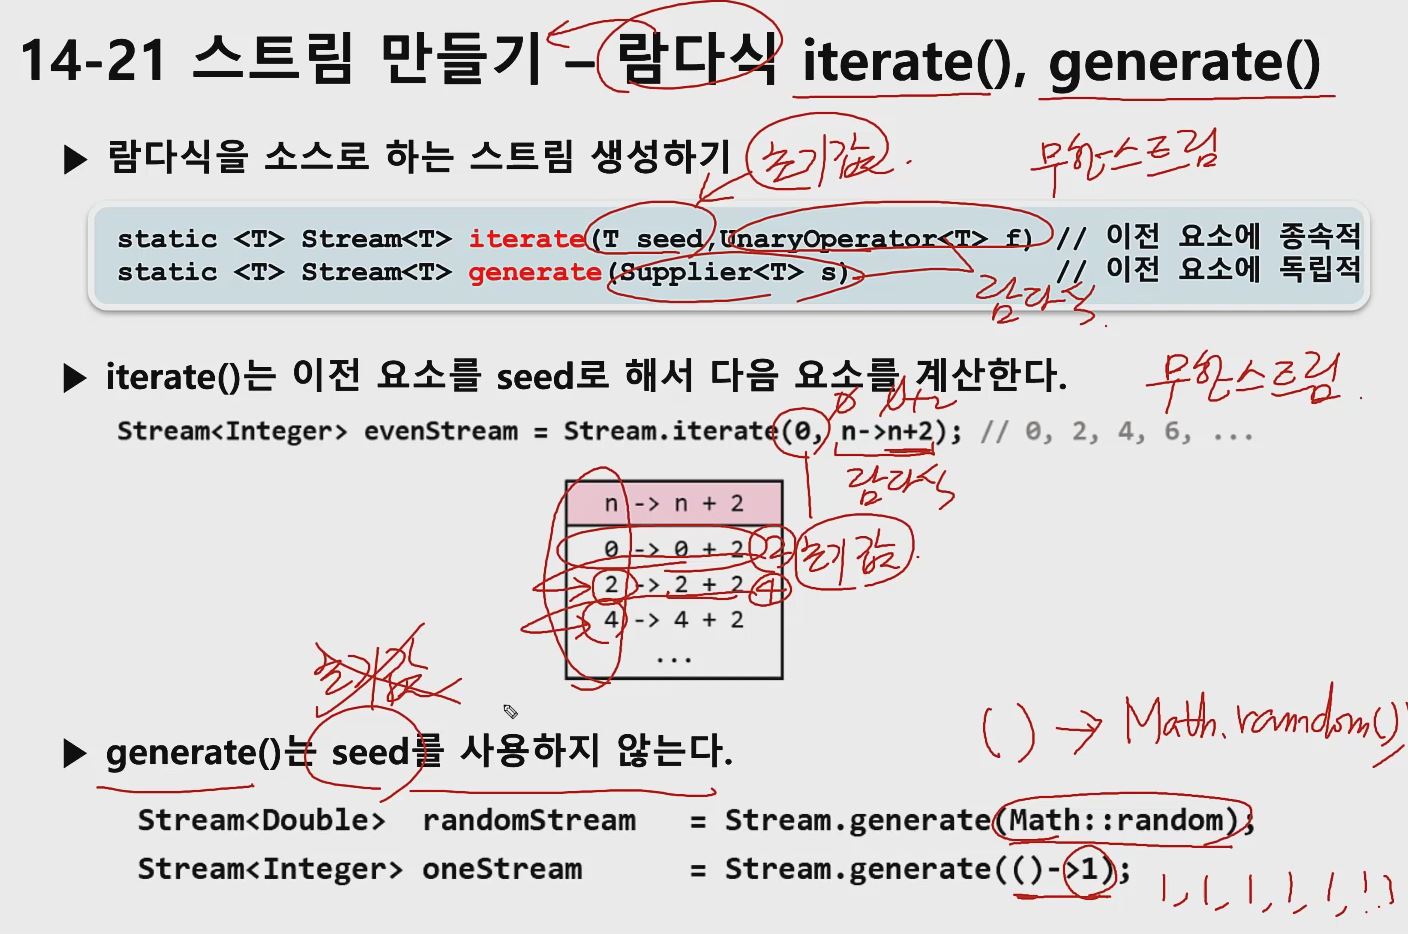 14-21 스트림 만들기 – 람다식 iterate(), generate()
▶ 람다식을 소스로 하는 스트림 생성하기
초기값.
무한스트림
static <T> Stream<T> iterate(T seed,UnaryOperator<T> f) // 이전 요소에 종속적
static <T> Stream<T> generate(Supplier<T> s) // 이전 요소에 독립적
람다식.
▶ iterate()는 이전 요소를 seed로 해서 다음 요소를 계산한다.
무한스트림.
0 0+2
Stream<Integer> evenStream = Stream.iterate(0, n->n+2); // 0, 2, 4, 6, ...
람다식
n -> n + 2
0 -> 0 + 2 2
초기값.
2 -> 2 + 2 4
4 -> 4 + 2
...
초기값
( ) → Math.random()
▶ generate()는 seed를 사용하지 않는다.
Stream<Double> randomStream = Stream.generate(Math::random);
Stream<Integer> oneStream = Stream.generate(()->1);
1, 1, 1, 1, 1, 1